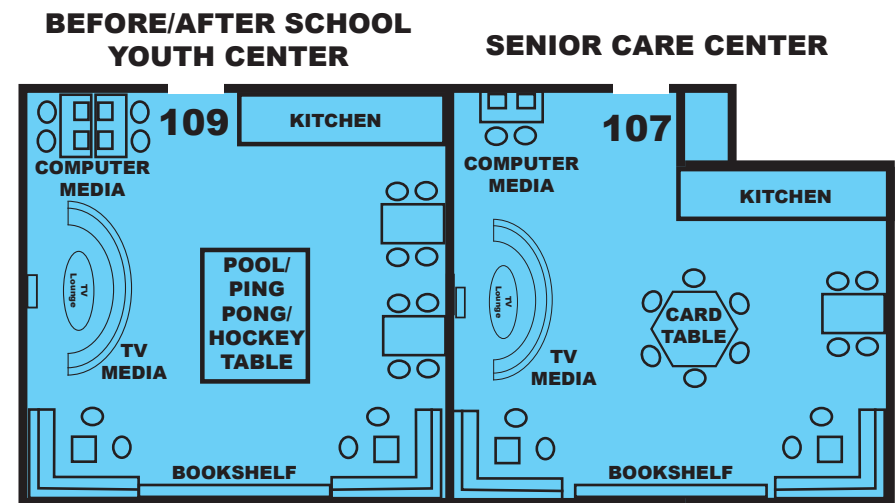 BEFORE/AFTER SCHOOL
YOUTH CENTER
109
KITCHEN
COMPUTER
MEDIA
TV
Lounge
POOL/
PING
PONG/
HOCKEY
TABLE
TV
MEDIA
BOOKSHELF
SENIOR CARE CENTER
107
COMPUTER
MEDIA
KITCHEN
TV
Lounge
CARD
TABLE
TV
MEDIA
BOOKSHELF